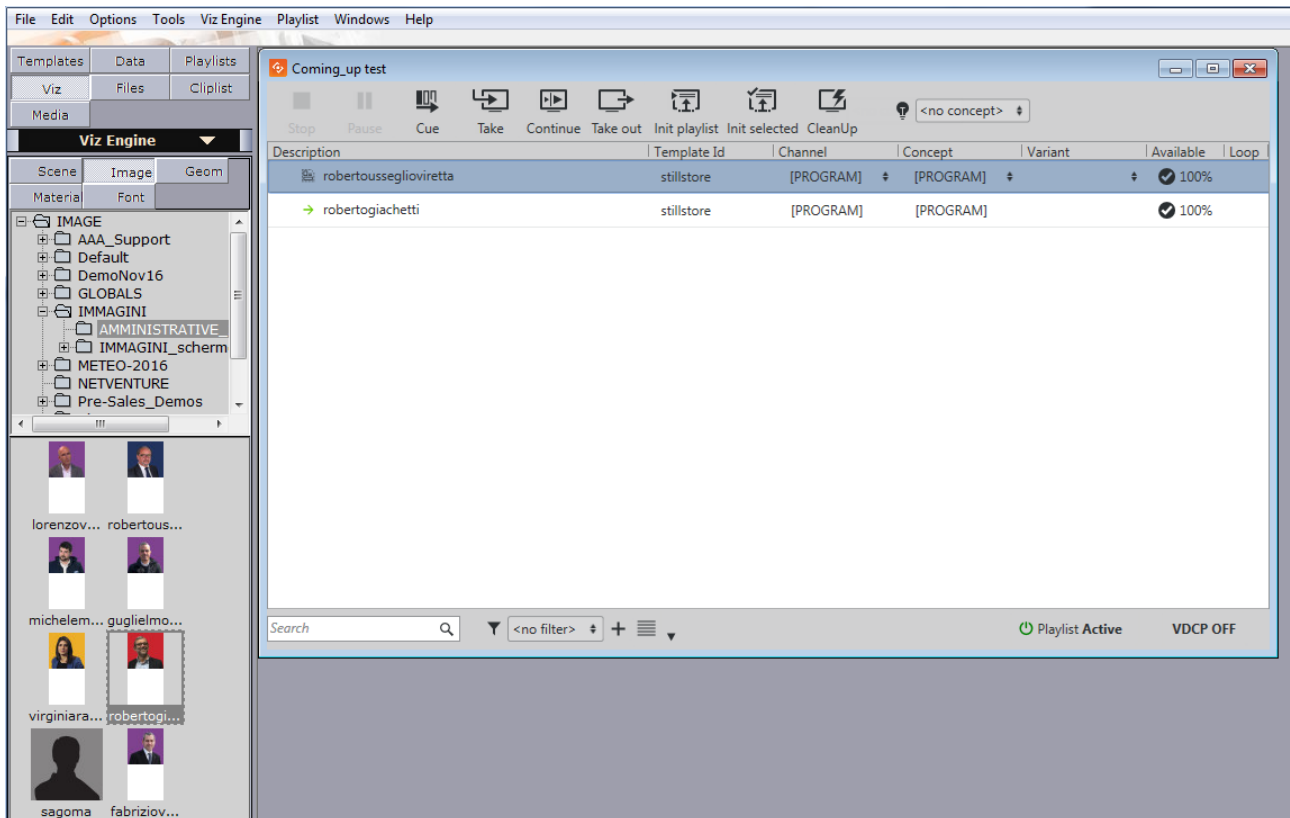 File Edit Options Tools Viz Engine Playlist Windows Help
Templates Data Playlists
Viz Files Cliplist
Media
Viz Engine
Scene Image Geom
Material Font
IMAGE
AAA_Support
Default
DemoNov16
GLOBALS
IMMAGINI
AMMINISTRATIVE_
IMMAGINI_scherm
METEO-2016
NETVENTURE
Pre-Sales_Demos
lorenzov... robertous...
michelem... guglielmo...
virginiara... robertogi...
sagoma fabriziov...
Coming_up test
Stop Pause Cue Take Continue Take out Init playlist Init selected CleanUp <no concept>
Description Template Id Channel Concept Variant Available Loop
robertousseglioviretta stillstore [PROGRAM] [PROGRAM] 100%
robertogiachetti stillstore [PROGRAM] [PROGRAM] 100%
Search <no filter> Playlist Active VDCP OFF